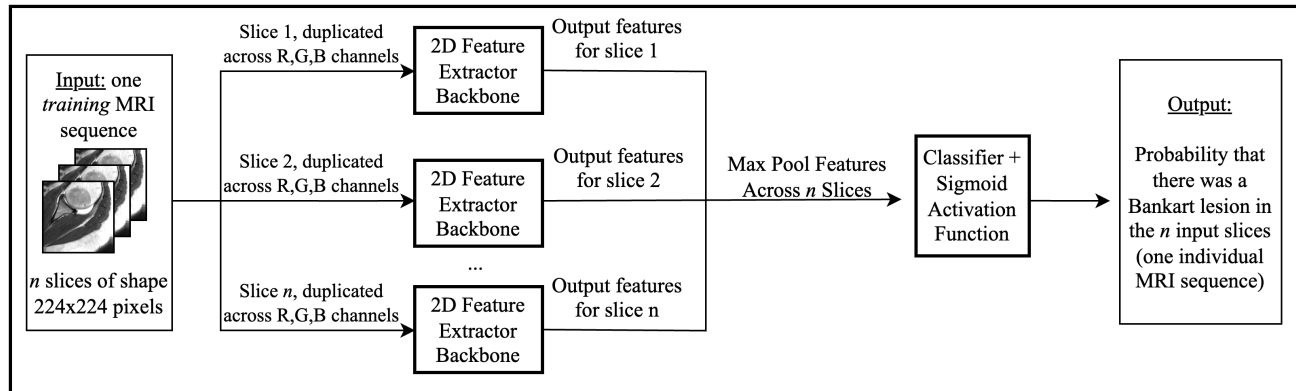 Input: one
training MRI
sequence
n slices of shape
224x224 pixels
Slice 1, duplicated
across R,G,B channels
2D Feature
Extractor
Backbone
Output features
for slice 1
Slice 2, duplicated
across R,G,B channels
2D Feature
Extractor
Backbone
Output features
for slice 2
...
Slice n, duplicated
across R,G,B channels
2D Feature
Extractor
Backbone
Output features
for slice n
Max Pool Features
Across n Slices
Classifier +
Sigmoid
Activation
Function
Output:
Probability that
there was a
Bankart lesion in
the n input slices
(one individual
MRI sequence)